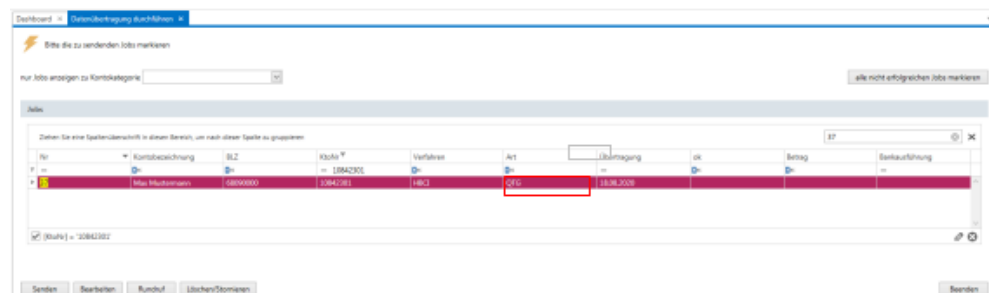 Dashboard × Datenübertragung durchführen ×
Bitte die zu sendenden Jobs markieren
nur Jobs anzeigen zu Kontokategorie
alle nicht erfolgreichen Jobs markieren
Jobs
Ziehen Sie eine Spaltenüberschrift in diesen Bereich, um nach dieser Spalte zu gruppieren
37
Nr Kontobezeichnung BLZ KtoNr Verfahren Art Übertragung ok Betrag Bankausführung
= = 10842301 = =
37 Max Mustermann 68090000 10842301 HBCI QTG 18.08.2020
[KtoNr] = '10842301'
Senden Bearbeiten Rundruf Löschen/Stornieren Beenden